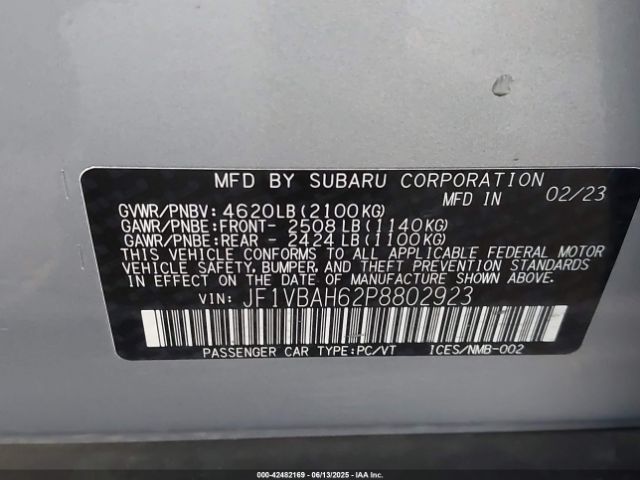 MFD BY SUBARU CORPORATION
MFD IN 02/23
GVWR/PNBV: 4620LB(2100KG)
GAWR/PNBE:FRONT- 2508LB(1140KG)
GAWR/PNBE:REAR - 2424LB(1100KG)
THIS VEHICLE CONFORMS TO ALL APPLICABLE FEDERAL MOTOR
VEHICLE SAFETY, BUMPER, AND THEFT PREVENTION STANDARDS
IN EFFECT ON THE DATE OF MANUFACTURE SHOWN ABOVE.
VIN: JF1VBAH62P8802923
PASSENGER CAR TYPE:PC/VT ICES/NMB-002
000-42482169 - 06/13/2025 - IAAI.com